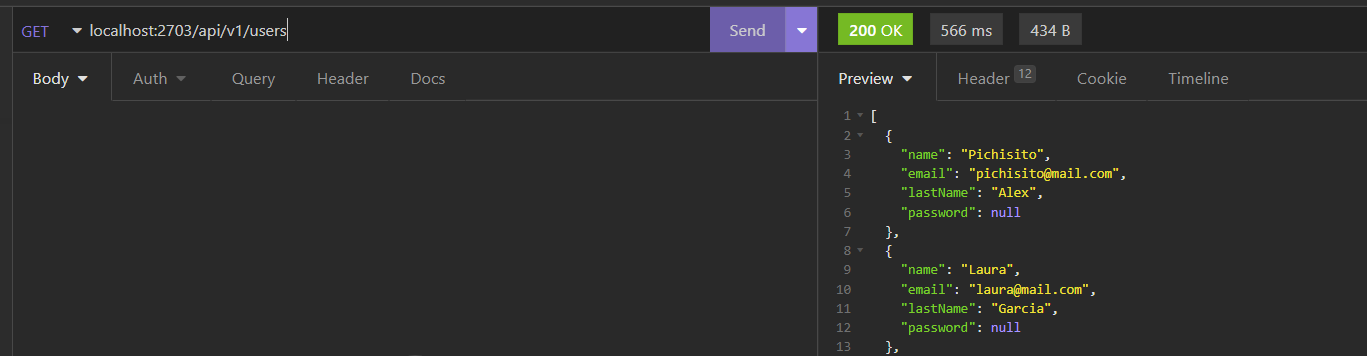 GET localhost:2703/api/v1/users Send 200 OK 566 ms 434 B
Body Auth Query Header Docs Preview Header 12 Cookie Timeline
1 [
2 {
3 "name": "Pichisito",
4 "email": "pichisito@mail.com",
5 "lastName": "Alex",
6 "password": null
7 },
8 {
9 "name": "Laura",
10 "email": "laura@mail.com",
11 "lastName": "Garcia",
12 "password": null
13 },